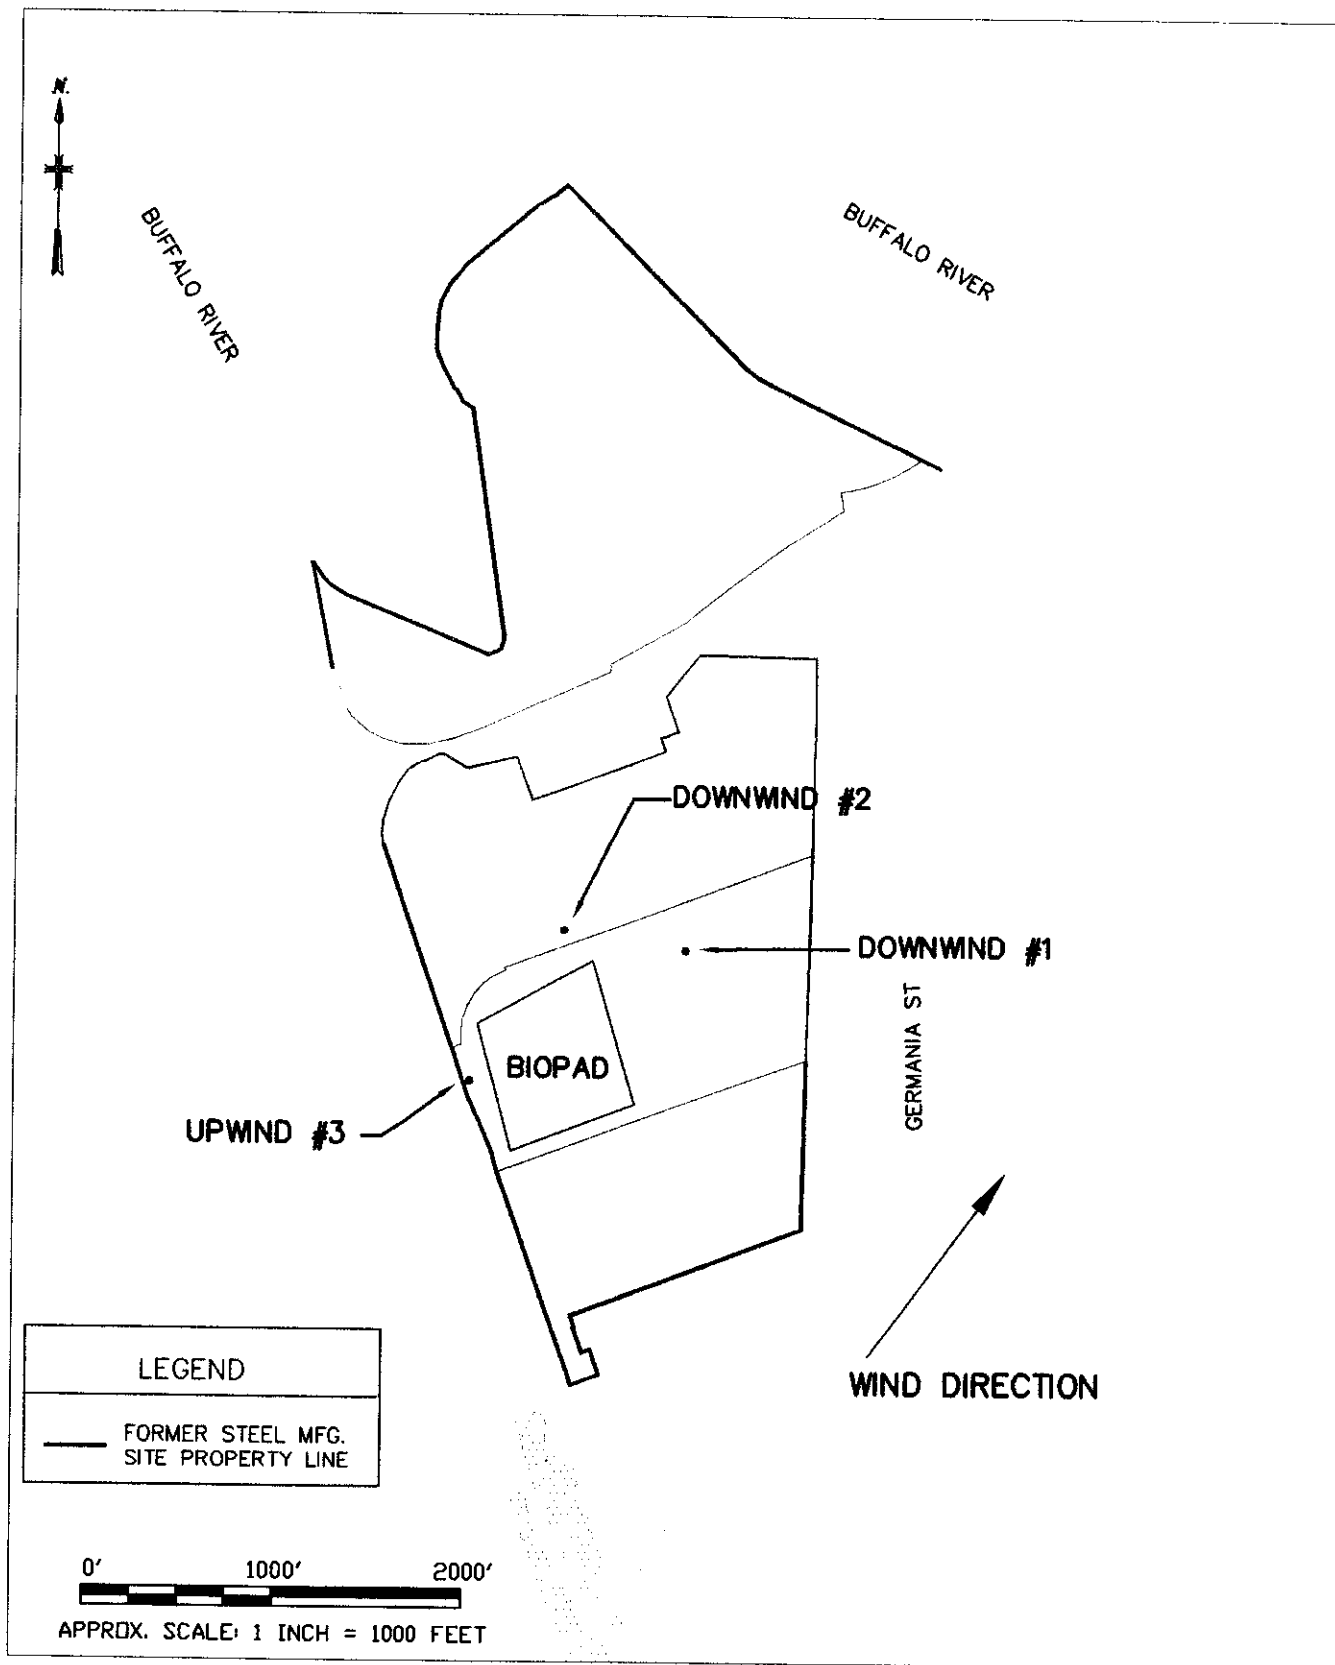 N.
BUFFALO RIVER
BUFFALO RIVER
DOWNWIND #2
DOWNWIND #1
GERMANIA ST
BIOPAD
UPWIND #3
WIND DIRECTION
LEGEND
FORMER STEEL MFG.
SITE PROPERTY LINE
0' 1000' 2000'
APPROX. SCALE: 1 INCH = 1000 FEET